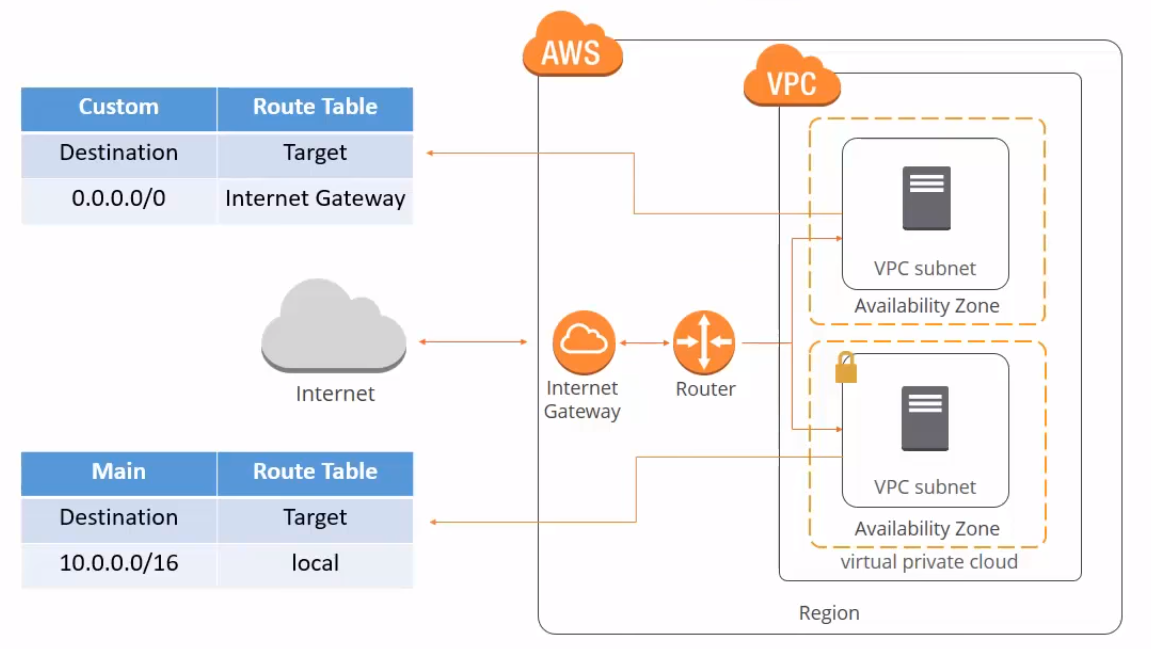 AWS
VPC
Custom Route Table
Destination Target
0.0.0.0/0 Internet Gateway
VPC subnet
Availability Zone
Internet
Internet
Gateway
Router
Main Route Table
Destination Target
10.0.0.0/16 local
VPC subnet
Availability Zone
virtual private cloud
Region